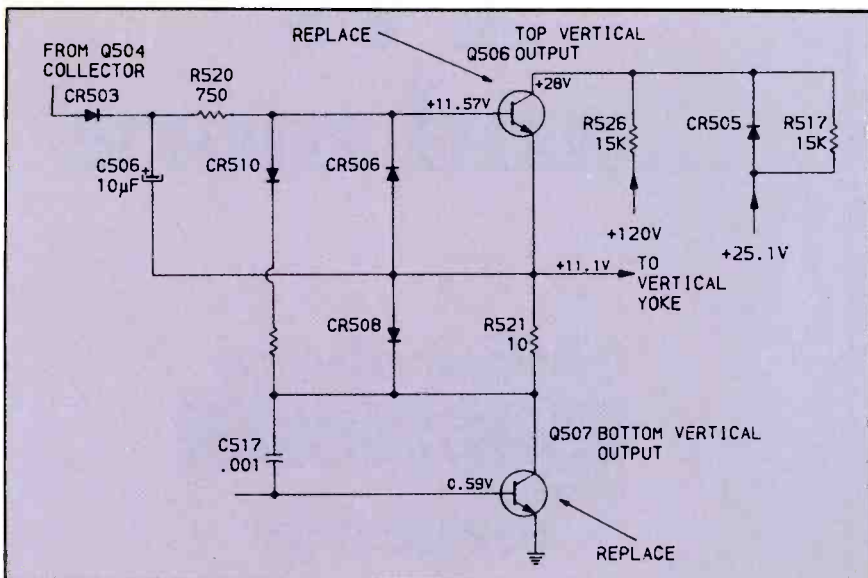 REPLACE
TOP VERTICAL
Q506 OUTPUT
FROM Q504
COLLECTOR
CR503
R520
750
+11.57V
+28V
R526
15K
CR505
R517
15K
C506
10μF
+
CR510
CR506
+120V
+25.1V
+11.1V
TO
VERTICAL
YOKE
CR508
R521
10
C517
.001
Q507 BOTTOM VERTICAL
OUTPUT
0.59V
REPLACE